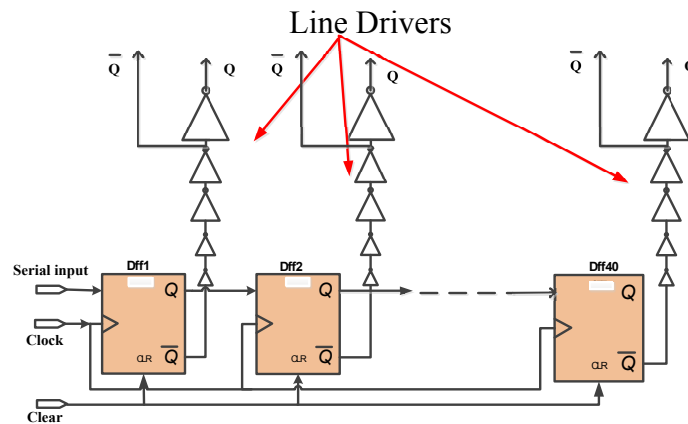 Line Drivers
Q Q Q Q Q Q
Dff1 Dff2 Dff40
Serial input
Q Q Q
Clock
CLR Q CLR Q CLR Q
Clear